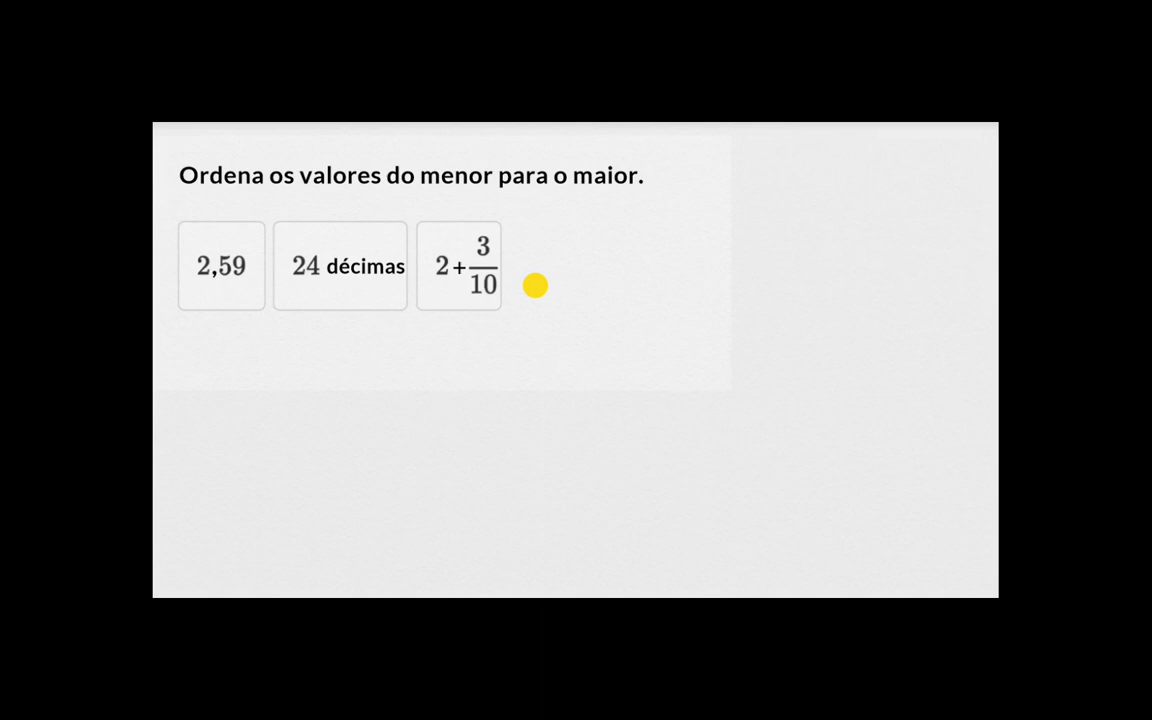 Ordena os valores do menor para o maior.
2,59 24 décimas 2+3/10